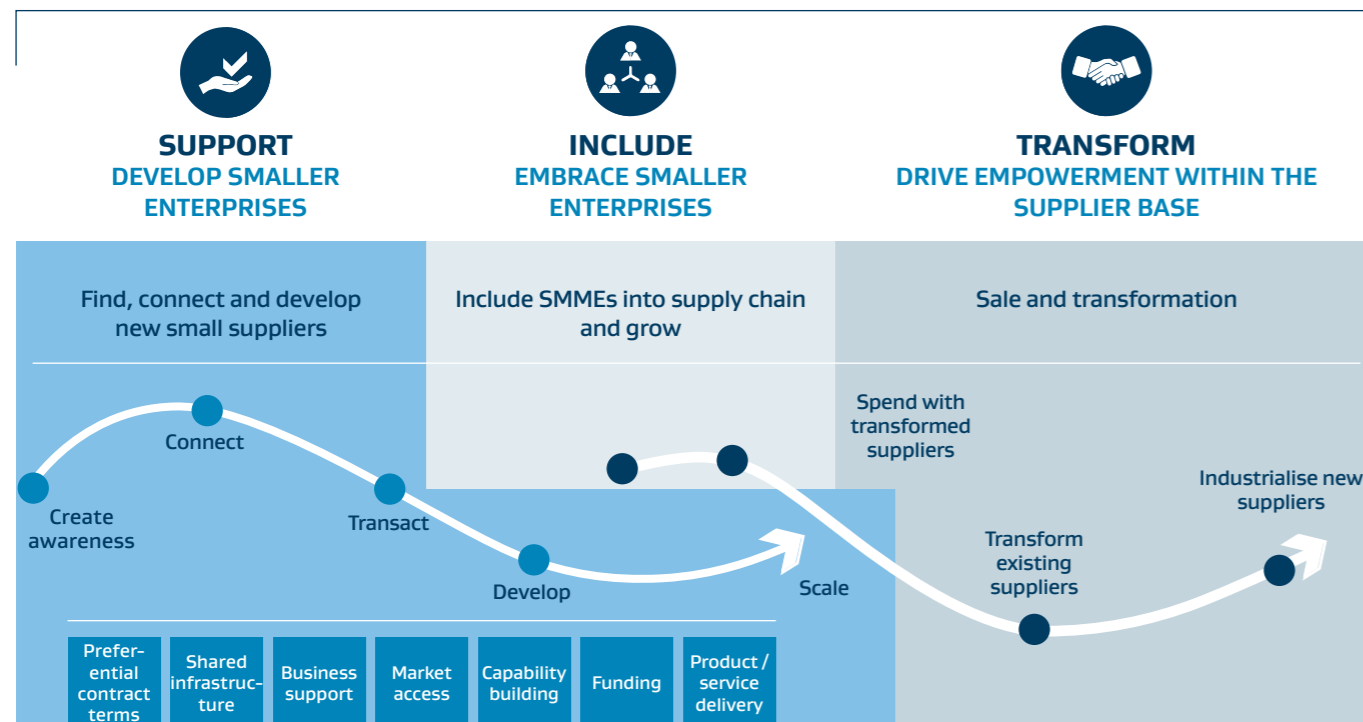 SUPPORT
DEVELOP SMALLER
ENTERPRISES
INCLUDE
EMBRACE SMALLER
ENTERPRISES
TRANSFORM
DRIVE EMPOWERMENT WITHIN THE
SUPPLIER BASE
Find, connect and develop
new small suppliers
Include SMMEs into supply chain
and grow
Sale and transformation
Create
awareness
Connect
Transact
Develop
Scale
Spend with
transformed
suppliers
Transform
existing
suppliers
Industrialise new
suppliers
Prefer-
ential
contract
terms
Shared
infrastruc-
ture
Business
support
Market
access
Capability
building
Funding
Product /
service
delivery